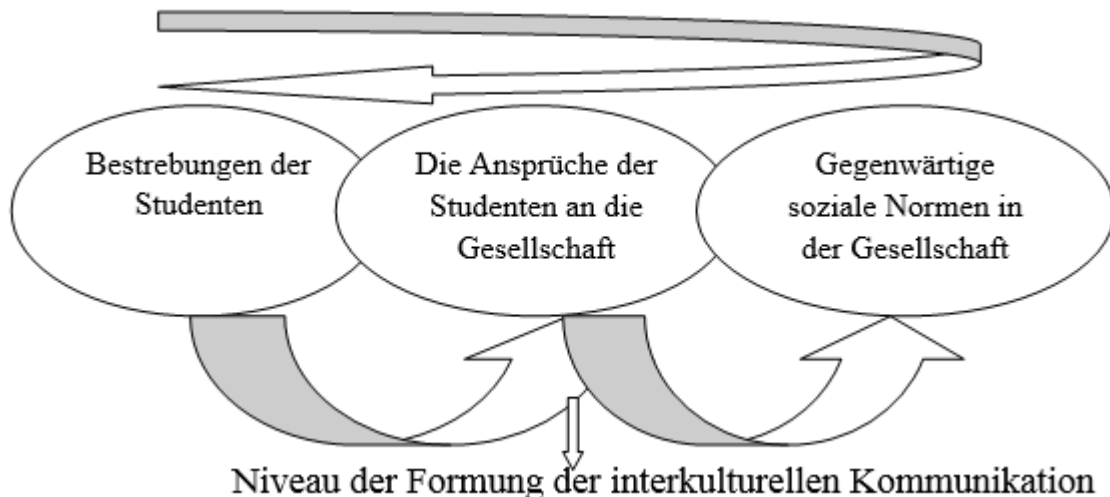 Bestrebungen der
Studenten
Die Ansprüche der
Studenten an die
Gesellschaft
Gegenwärtige
soziale Normen in
der Gesellschaft
Niveau der Formung der interkulturellen Kommunikation